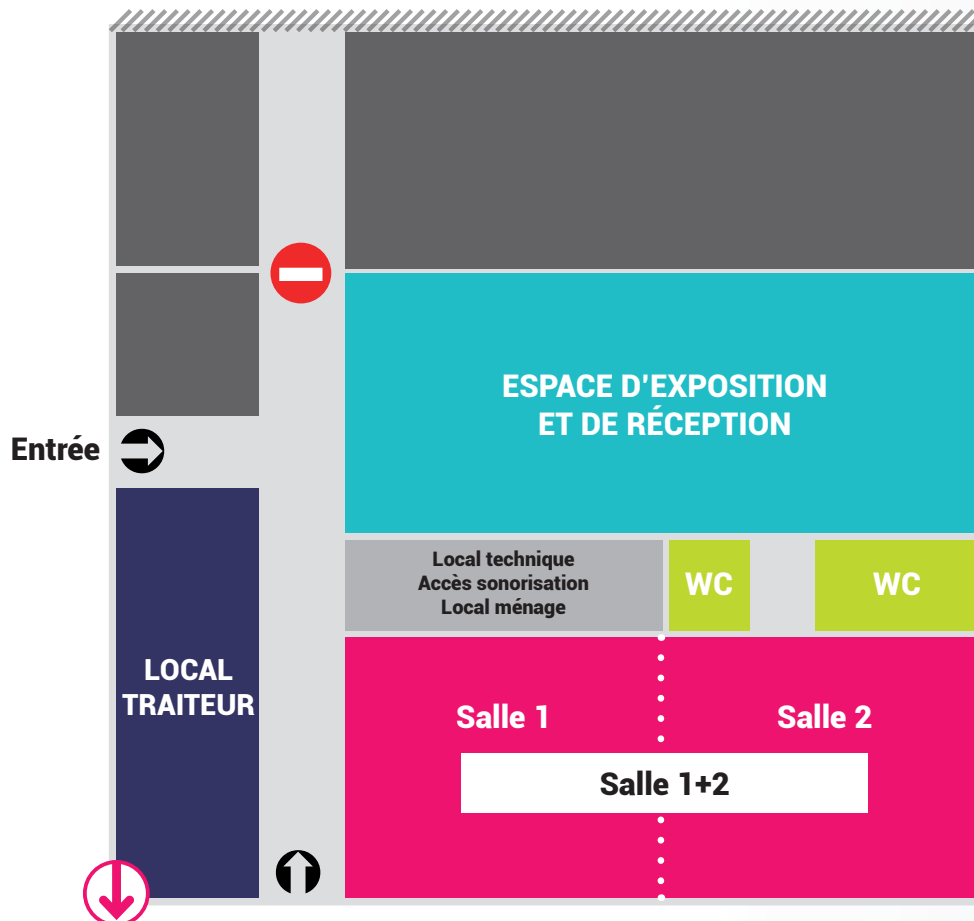 ESPACE D'EXPOSITION
ET DE RÉCEPTION
Entrée
Local technique
Accès sonorisation
Local ménage
WC
WC
LOCAL
TRAITEUR
Salle 1
Salle 2
Salle 1+2